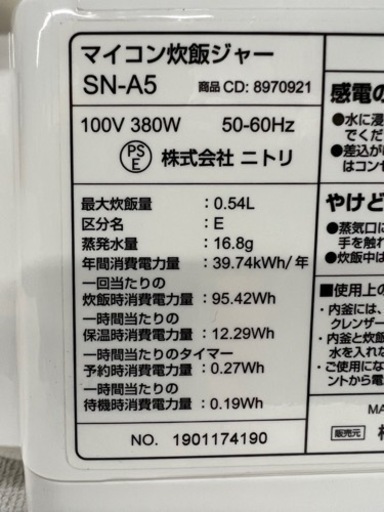 マイコン炊飯ジャー
SN-A5 商品 CD: 8970921
100V 380W 50-60Hz
PSE 株式会社 ニトリ
最大炊飯量 : 0.54L
区分名 : E
蒸発水量 : 16.8g
年間消費電力量 : 39.74kWh/年
一回当たりの
炊飯時消費電力量 : 95.42Wh
一時間当たりの
保温時消費電力量 : 12.29Wh
一時間当たりのタイマー
予約時消費電力量 : 0.27Wh
一時間当たりの
待機時消費電力量 : 0.19Wh
NO. 1901174190
感電の
●水に浸
でくだ
●差込が
はコンセ
やけど
●蒸気口に
手を触れ
●炊飯中は
■使用上の
・内釜には、
クレンザー
・内釜と炊飯
水を入れな
・ご使用にな
ントから電
MA
販売元